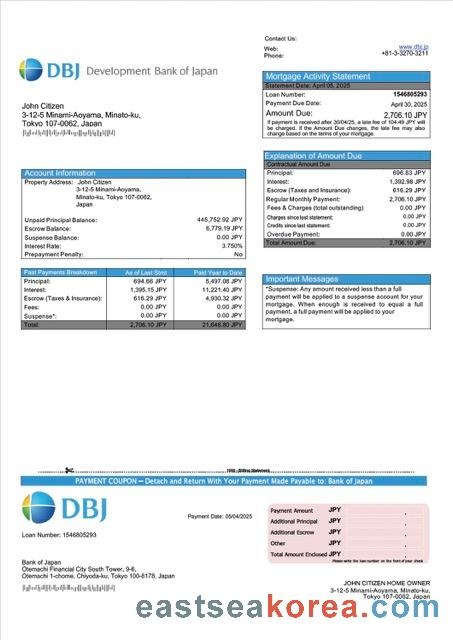 Contact Us:
Web: www.dbj.jp
Phone: +81-3-3270-3211
DBJ Development Bank of Japan
Mortgage Activity Statement
Statement Date: April 05, 2025
Loan Number: 1546805293
Payment Due Date: April 30, 2025
Amount Due: 2,706.10 JPY
If payment is received after 30/04/25, a late fee of 104.49 JPY will
be charged. If the Amount Due changes, the late fee may also
change based on the terms of your mortgage.
John Citizen
3-12-5 Minami-Aoyama, Minato-ku,
Tokyo 107-0062, Japan
Explanation of Amount Due
Contractual Amount Due
Principal: 696.83 JPY
Interest: 1,392.98 JPY
Escrow (Taxes and Insurance): 616.29 JPY
Regular Monthly Payment: 2,706.10 JPY
Fees & Charges (total outstanding) 0.00 JPY
Charges since last statement: 0.00 JPY
Credits since last statement: 0.00 JPY
Overdue Payment: 0.00 JPY
Total Amount Due: 2,706.10 JPY
Account Information
Property Address: John Citizen
3-12-5 Minami-Aoyama,
Minato-ku, Tokyo 107-0062,
Japan
Unpaid Principal Balance: 445,752.92 JPY
Escrow Balance: 6,779.19 JPY
Suspense Balance: 0.00 JPY
Interest Rate: 3.750%
Prepayment Penalty: No
Past Payments Breakdown As of Last Stmt Paid Year to Date
Principal: 694.66 JPY 5,497.08 JPY
Interest: 1,395.15 JPY 11,221.40 JPY
Escrow (Taxes & Insurance): 616.29 JPY 4,930.32 JPY
Fees: 0.00 JPY 0.00 JPY
Suspense*: 0.00 JPY 0.00 JPY
Total: 2,706.10 JPY 21,648.80 JPY
Important Messages
*Suspense: Any amount received less than a full
payment will be applied to a suspense account for your
mortgage. When enough is received to equal a full
payment, a full payment will be applied to your
mortgage.
PAYMENT COUPON – Detach and Return With Your Payment Made Payable to: Bank of Japan
DBJ
Payment Date: 05/04/2025
Loan Number: 1546805293
Payment Amount JPY
Additional Principal JPY
Additional Escrow JPY
Other JPY
Total Amount Enclosed JPY
Please write the loan number on the front of your check
Bank of Japan
Otemachi Financial City South Tower, 9-6,
Otemachi 1-chome, Chiyoda-ku, Tokyo 100-8178, Japan
JOHN CITIZEN HOME OWNER
3-12-5 Minami-Aoyama, Minato-ku,
Tokyo 107-0062, Japan
eastseakorea.com